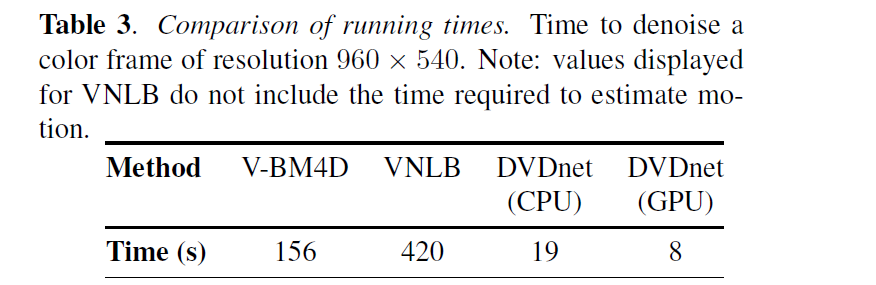 Table 3. Comparison of running times. Time to denoise a
color frame of resolution 960 × 540. Note: values displayed
for VNLB do not include the time required to estimate mo-
tion.
Method V-BM4D VNLB DVDnet DVDnet
(CPU) (GPU)
Time (s) 156 420 19 8